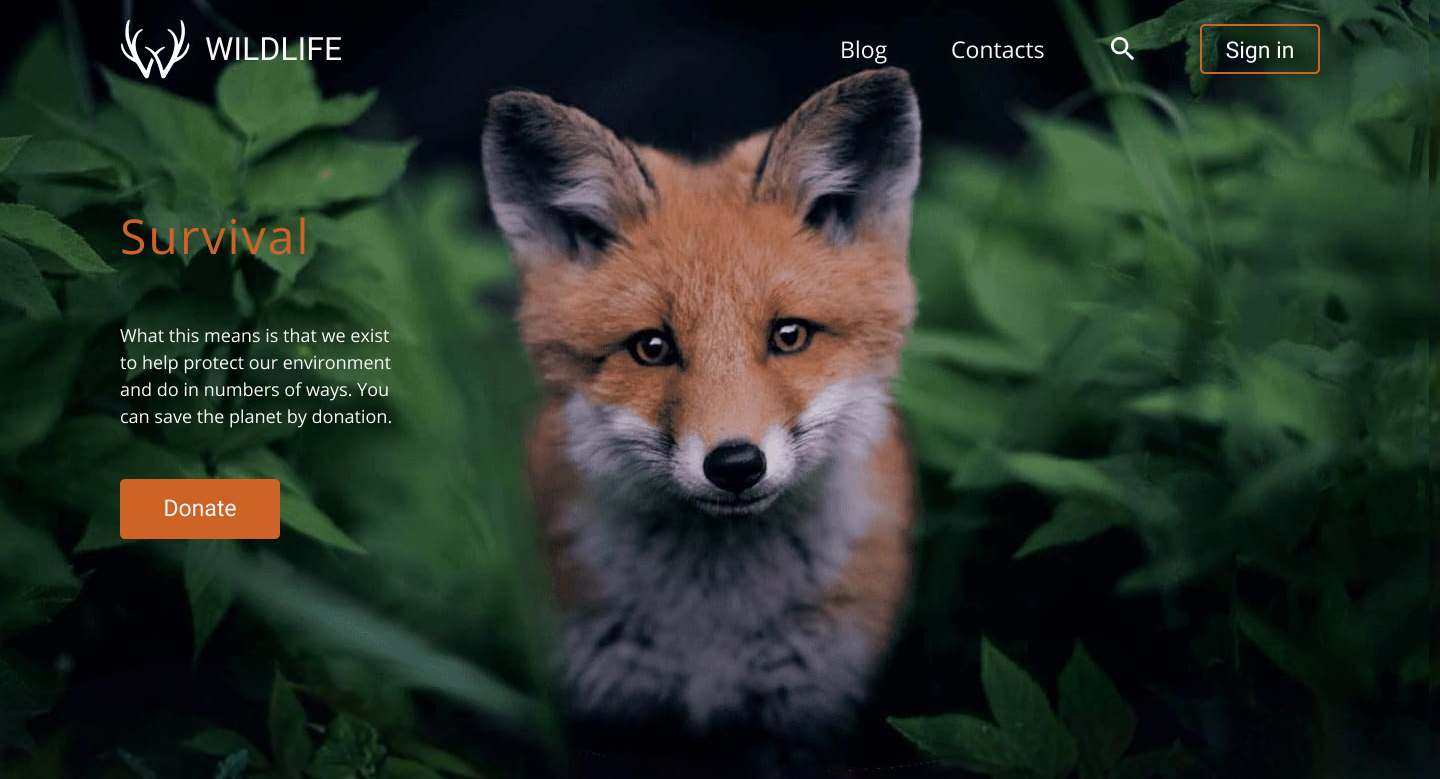 WILDLIFE
Blog
Contacts
Sign in
Survival
What this means is that we exist
to help protect our environment
and do in numbers of ways. You
can save the planet by donation.
Donate